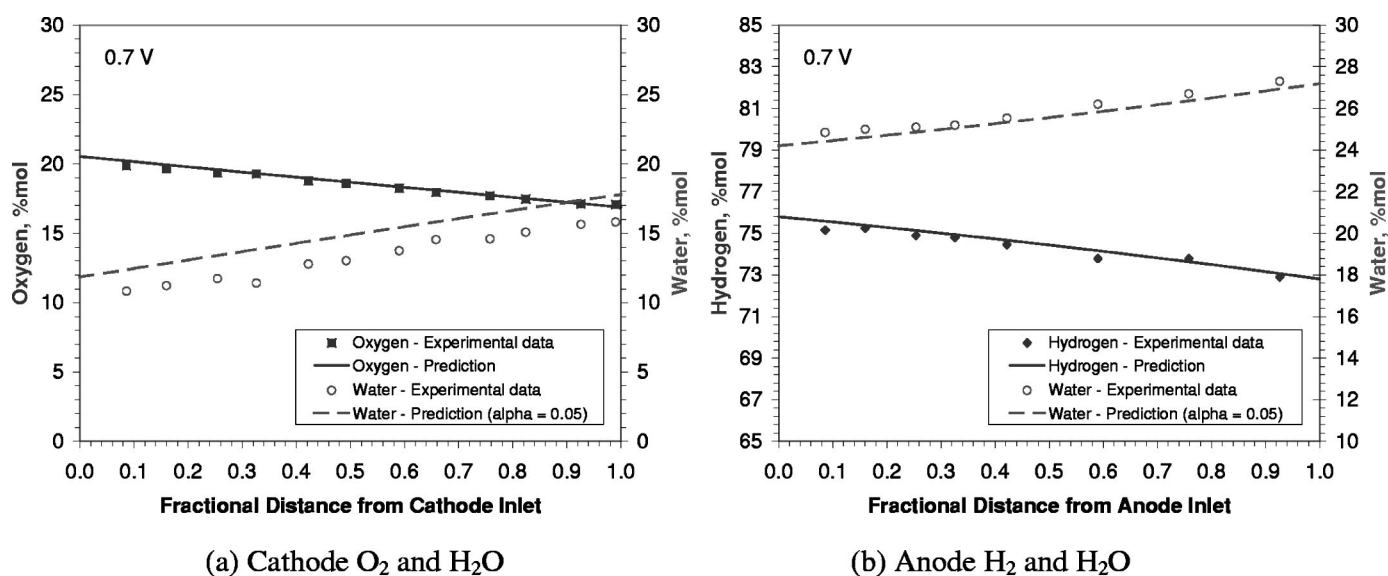 0.7 V
30
25
20
15
10
5
0
Oxygen, %mol
30
25
20
15
10
5
0
Water, %mol
Oxygen - Experimental data
Oxygen - Prediction
Water - Experimental data
Water - Prediction (alpha = 0.05)
0.0 0.1 0.2 0.3 0.4 0.5 0.6 0.7 0.8 0.9 1.0
Fractional Distance from Cathode Inlet
(a) Cathode O₂ and H₂O
0.7 V
85
83
81
79
77
75
73
71
69
67
65
Hydrogen, %mol
30
28
26
24
22
20
18
16
14
12
10
Water, %mol
Hydrogen - Experimental data
Hydrogen - Prediction
Water - Experimental data
Water - Prediction (alpha = 0.05)
0.0 0.1 0.2 0.3 0.4 0.5 0.6 0.7 0.8 0.9 1.0
Fractional Distance from Anode Inlet
(b) Anode H₂ and H₂O